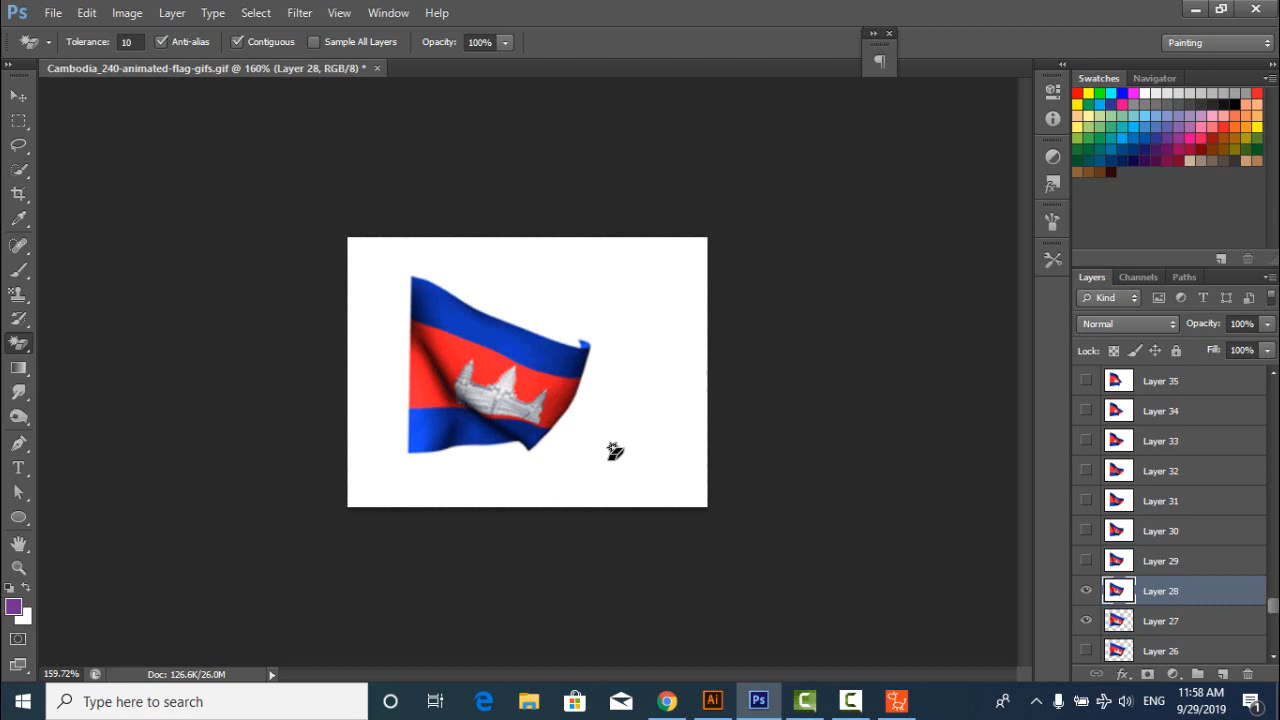 Ps File Edit Image Layer Type Select Filter View Window Help
Tolerance: 10 Anti-alias Contiguous Sample All Layers Opacity: 100% Painting
Cambodia_240-animated-flag-gifs.gif @ 160% (Layer 28, RGB/8) * ×
Swatches Navigator
Layers Channels Paths
Kind
Normal Opacity: 100%
Lock: Fill: 100%
Layer 35
Layer 34
Layer 33
Layer 32
Layer 31
Layer 30
Layer 29
Layer 28
Layer 27
Layer 26
159.72% Doc: 126.6K/26.0M
Type here to search Ai Ps ENG 11:58 AM
9/29/2019 1